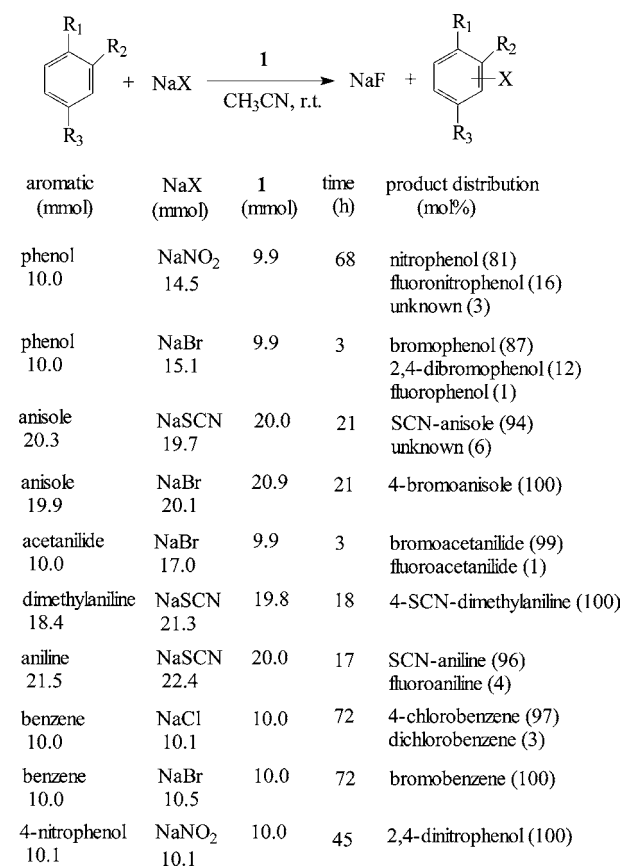 R1 R2 R3 + NaX 1 CH3CN, r.t. NaF + R1 R2 X R3
aromatic NaX 1 time product distribution
(mmol) (mmol) (mmol) (h) (mol%)
phenol NaNO2 9.9 68 nitrophenol (81)
10.0 14.5 fluoronitrophenol (16)
unknown (3)
phenol NaBr 9.9 3 bromophenol (87)
10.0 15.1 2,4-dibromophenol (12)
fluorophenol (1)
anisole NaSCN 20.0 21 SCN-anisole (94)
20.3 19.7 unknown (6)
anisole NaBr 20.9 21 4-bromoanisole (100)
19.9 20.1
acetanilide NaBr 9.9 3 bromoacetanilide (99)
10.0 17.0 fluoroacetanilide (1)
dimethylaniline NaSCN 19.8 18 4-SCN-dimethylaniline (100)
18.4 21.3
aniline NaSCN 20.0 17 SCN-aniline (96)
21.5 22.4 fluoroaniline (4)
benzene NaCl 10.0 72 4-chlorobenzene (97)
10.0 10.1 dichlorobenzene (3)
benzene NaBr 10.0 72 bromobenzene (100)
10.0 10.5
4-nitrophenol NaNO2 10.0 45 2,4-dinitrophenol (100)
10.1 10.1